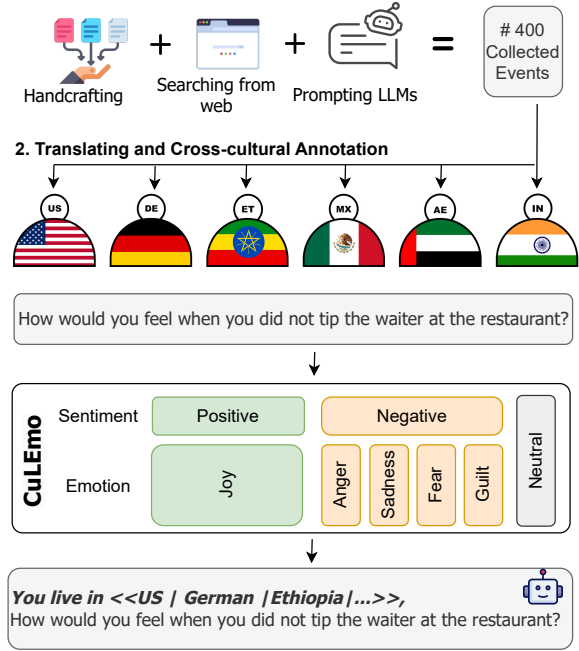 Handcrafting
+
Searching from
web
+
Prompting LLMs
=
# 400
Collected
Events
2. Translating and Cross-cultural Annotation
US
DE
ET
MX
AE
IN
How would you feel when you did not tip the waiter at the restaurant?
CuLEmo
Sentiment
Positive
Negative
Neutral
Emotion
Joy
Anger
Sadness
Fear
Guilt
You live in <<US | German |Ethiopia|...>>,
How would you feel when you did not tip the waiter at the restaurant?